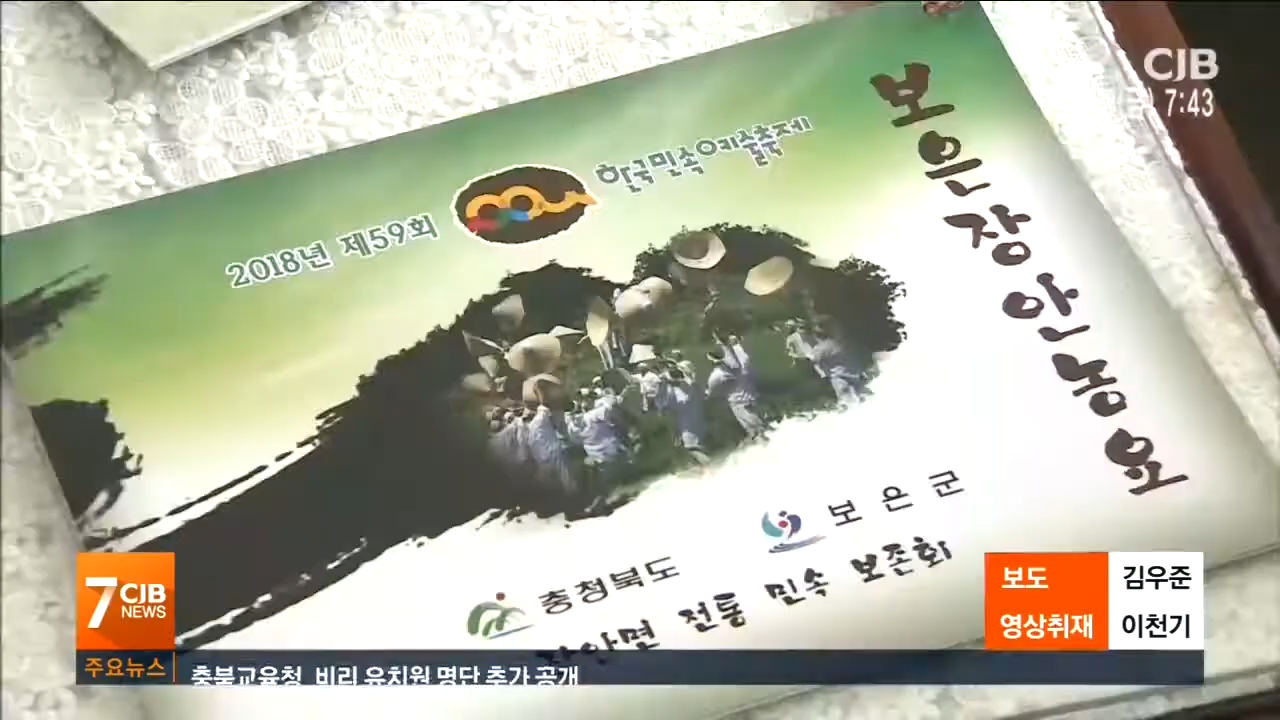 CJB
7:43
보은장안농요
2018년 제59회
한국민속예술축제
보은군
충청북도
장안면 전통 민속 보존회
7 CJB NEWS
보도 김우준
영상취재 이천기
주요뉴스
충북교육청, 비리 유치원 명단 추가 공개